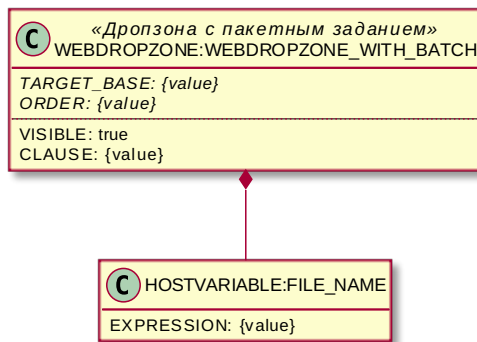 «Дропзона с пакетным заданием»
C WEBDROPZONE:WEBDROPZONE_WITH_BATCH
TARGET_BASE: {value}
ORDER: {value}
VISIBLE: true
CLAUSE: {value}
C HOSTVARIABLE:FILE_NAME
EXPRESSION: {value}